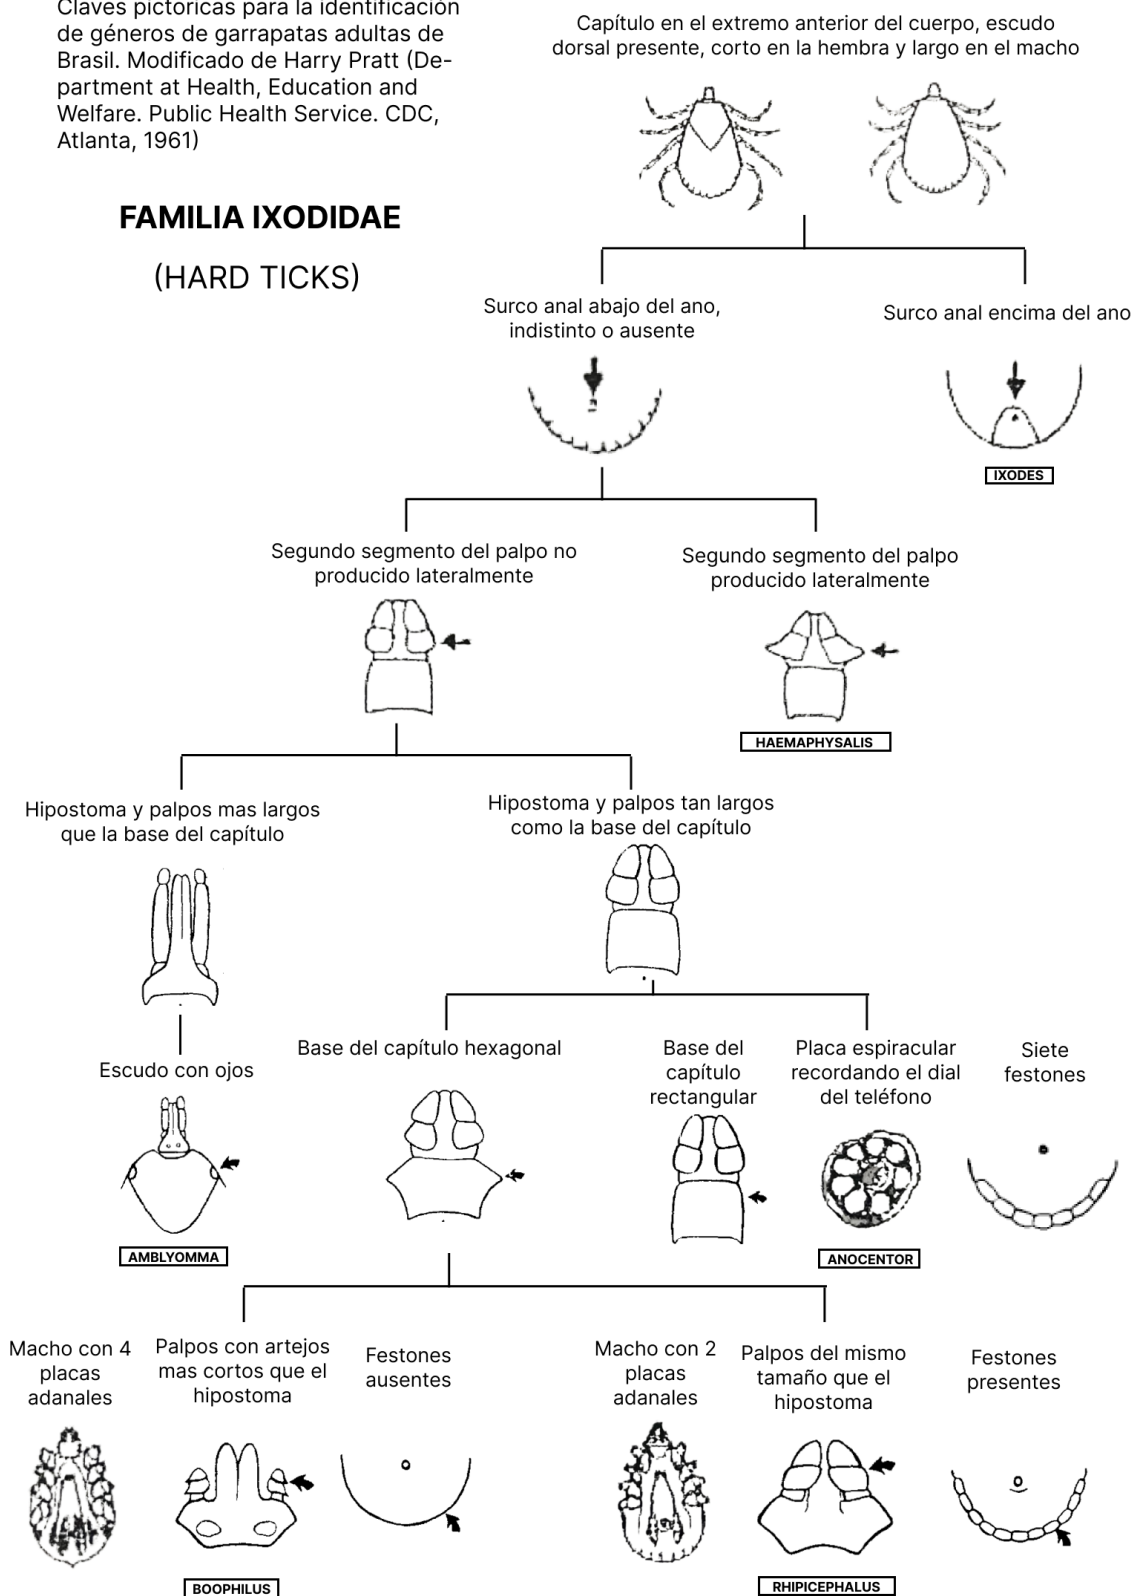 Claves pictoricas para la identificación
de géneros de garrapatas adultas de
Brasil. Modificado de Harry Pratt (De-
partment at Health, Education and
Welfare. Public Health Service. CDC,
Atlanta, 1961)
Capítulo en el extremo anterior del cuerpo, escudo
dorsal presente, corto en la hembra y largo en el macho
FAMILIA IXODIDAE
(HARD TICKS)
Surco anal abajo del ano,
indistinto o ausente
Surco anal encima del ano
IXODES
Segundo segmento del palpo no
producido lateralmente
Segundo segmento del palpo
producido lateralmente
HAEMAPHYSALIS
Hipostoma y palpos mas largos
que la base del capítulo
Hipostoma y palpos tan largos
como la base del capítulo
Escudo con ojos
AMBLYOMMA
Base del capítulo hexagonal
Base del
capítulo
rectangular
Placa espiracular
recordando el dial
del teléfono
Siete
festones
ANOCENTOR
Macho con 4
placas
adanales
Palpos con artejos
mas cortos que el
hipostoma
Festones
ausentes
BOOPHILUS
Macho con 2
placas
adanales
Palpos del mismo
tamaño que el
hipostoma
Festones
presentes
RHIPICEPHALUS